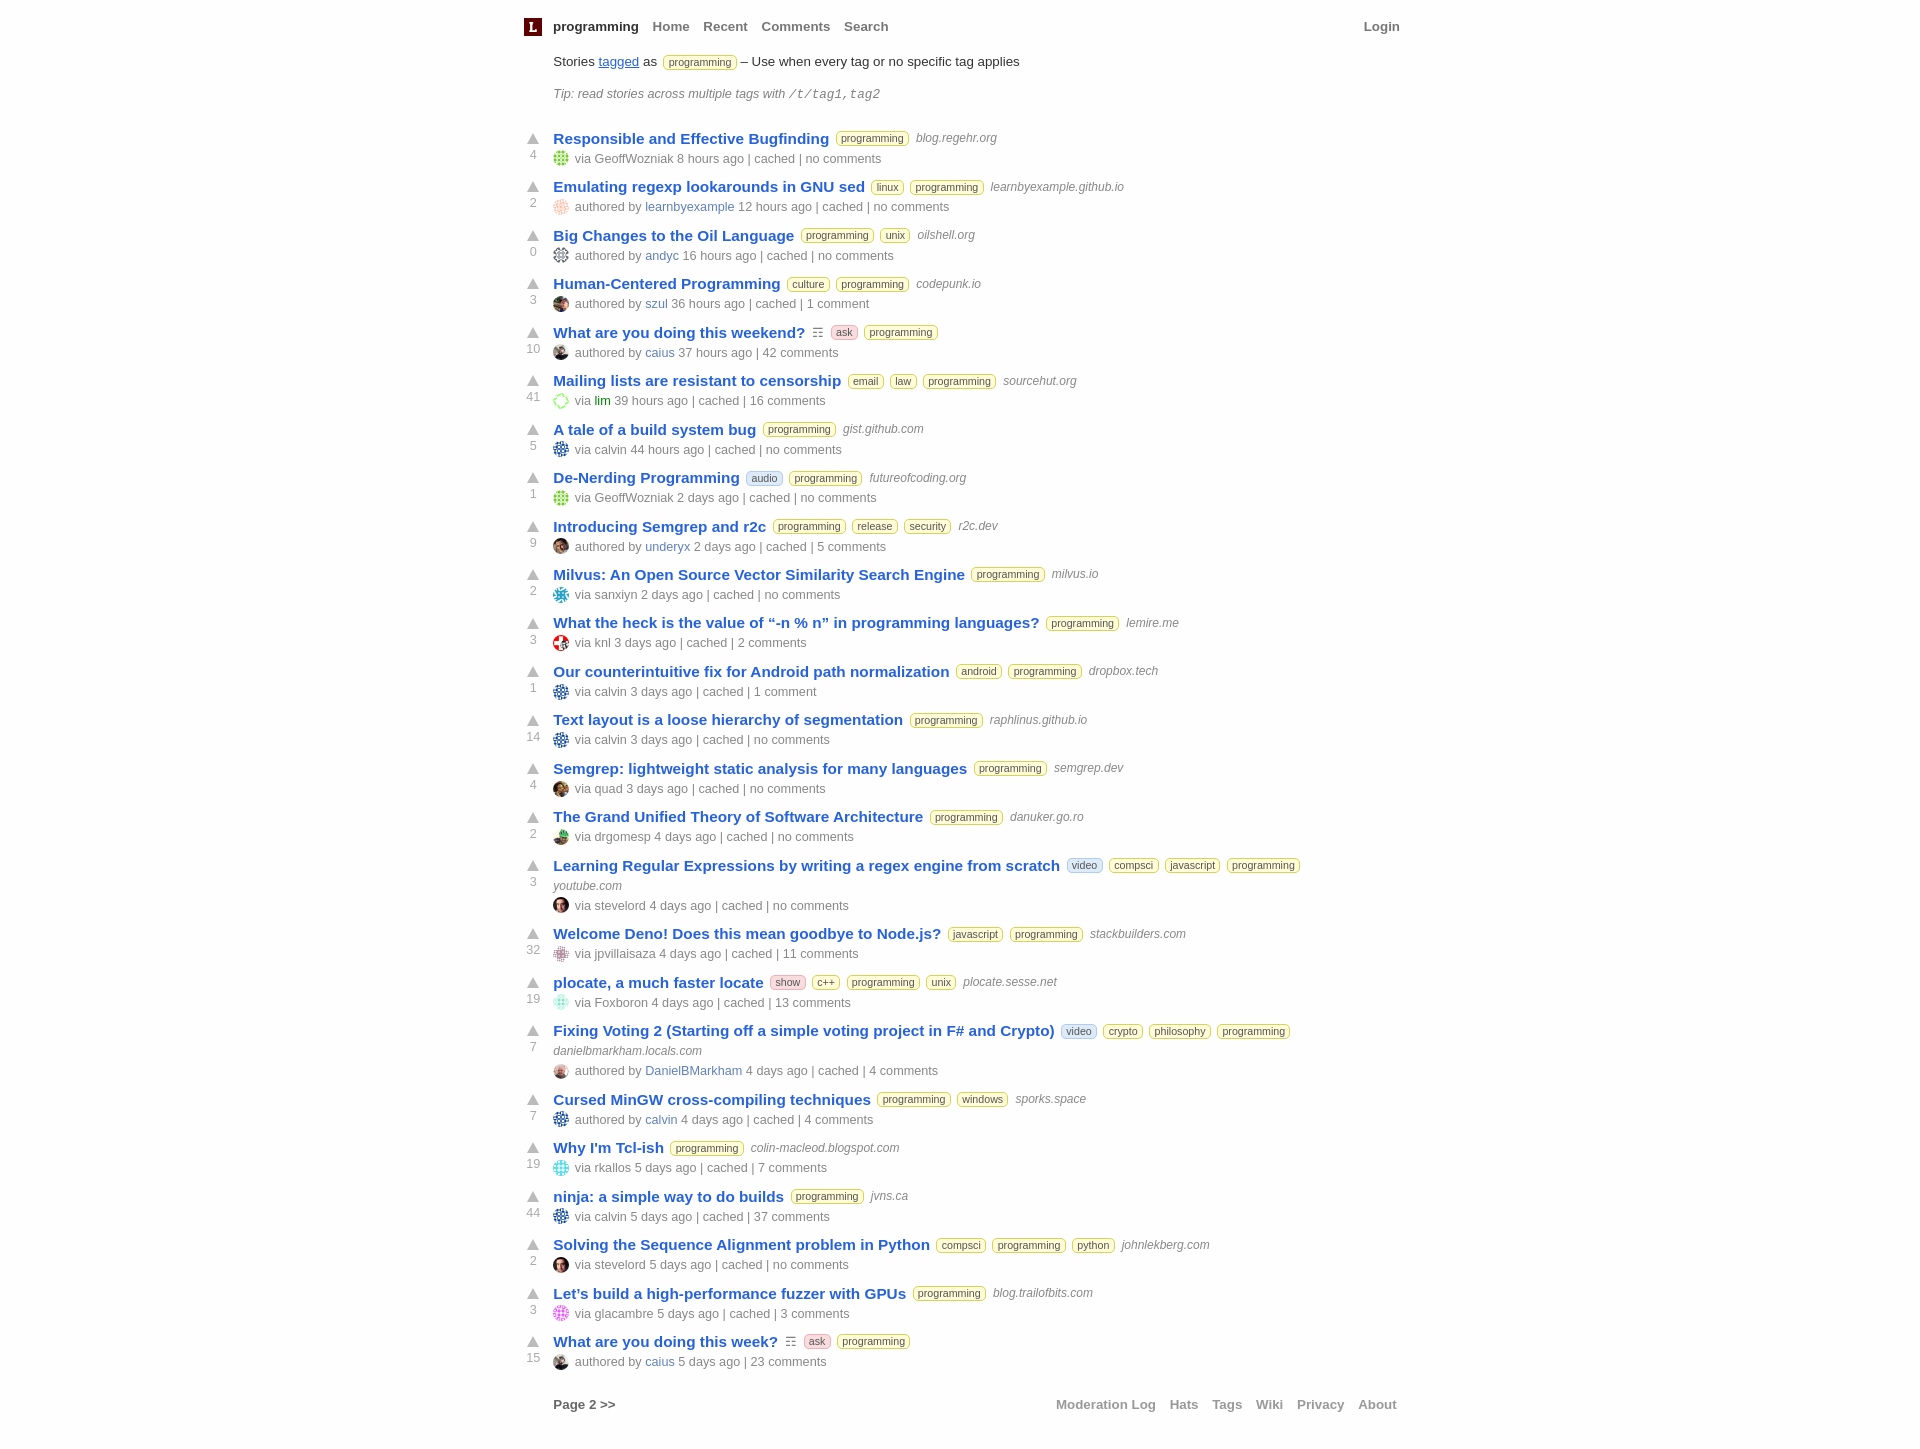 L programming Home Recent Comments Search Login
Stories tagged as programming – Use when every tag or no specific tag applies
Tip: read stories across multiple tags with /t/tag1,tag2
Responsible and Effective Bugfinding programming blog.regehr.org
4 via GeoffWozniak 8 hours ago | cached | no comments
Emulating regexp lookarounds in GNU sed linux programming learnbyexample.github.io
2 authored by learnbyexample 12 hours ago | cached | no comments
Big Changes to the Oil Language programming unix oilshell.org
0 authored by andyc 16 hours ago | cached | no comments
Human-Centered Programming culture programming codepunk.io
3 authored by szul 36 hours ago | cached | 1 comment
What are you doing this weekend? ☶ ask programming
10 authored by caius 37 hours ago | 42 comments
Mailing lists are resistant to censorship email law programming sourcehut.org
41 via lim 39 hours ago | cached | 16 comments
A tale of a build system bug programming gist.github.com
5 via calvin 44 hours ago | cached | no comments
De-Nerding Programming audio programming futureofcoding.org
1 via GeoffWozniak 2 days ago | cached | no comments
Introducing Semgrep and r2c programming release security r2c.dev
9 authored by underyx 2 days ago | cached | 5 comments
Milvus: An Open Source Vector Similarity Search Engine programming milvus.io
2 via sanxiyn 2 days ago | cached | no comments
What the heck is the value of “-n % n” in programming languages? programming lemire.me
3 via knl 3 days ago | cached | 2 comments
Our counterintuitive fix for Android path normalization android programming dropbox.tech
1 via calvin 3 days ago | cached | 1 comment
Text layout is a loose hierarchy of segmentation programming raphlinus.github.io
14 via calvin 3 days ago | cached | no comments
Semgrep: lightweight static analysis for many languages programming semgrep.dev
4 via quad 3 days ago | cached | no comments
The Grand Unified Theory of Software Architecture programming danuker.go.ro
2 via drgomesp 4 days ago | cached | no comments
Learning Regular Expressions by writing a regex engine from scratch video compsci javascript programming
3 youtube.com
via stevelord 4 days ago | cached | no comments
Welcome Deno! Does this mean goodbye to Node.js? javascript programming stackbuilders.com
32 via jpvillaisaza 4 days ago | cached | 11 comments
plocate, a much faster locate show c++ programming unix plocate.sesse.net
19 via Foxboron 4 days ago | cached | 13 comments
Fixing Voting 2 (Starting off a simple voting project in F# and Crypto) video crypto philosophy programming
7 danielbmarkham.locals.com
authored by DanielBMarkham 4 days ago | cached | 4 comments
Cursed MinGW cross-compiling techniques programming windows sporks.space
7 authored by calvin 4 days ago | cached | 4 comments
Why I'm Tcl-ish programming colin-macleod.blogspot.com
19 via rkallos 5 days ago | cached | 7 comments
ninja: a simple way to do builds programming jvns.ca
44 via calvin 5 days ago | cached | 37 comments
Solving the Sequence Alignment problem in Python compsci programming python johnlekberg.com
2 via stevelord 5 days ago | cached | no comments
Let’s build a high-performance fuzzer with GPUs programming blog.trailofbits.com
3 via glacambre 5 days ago | cached | 3 comments
What are you doing this week? ☶ ask programming
15 authored by caius 5 days ago | 23 comments
Page 2 >> Moderation Log Hats Tags Wiki Privacy About